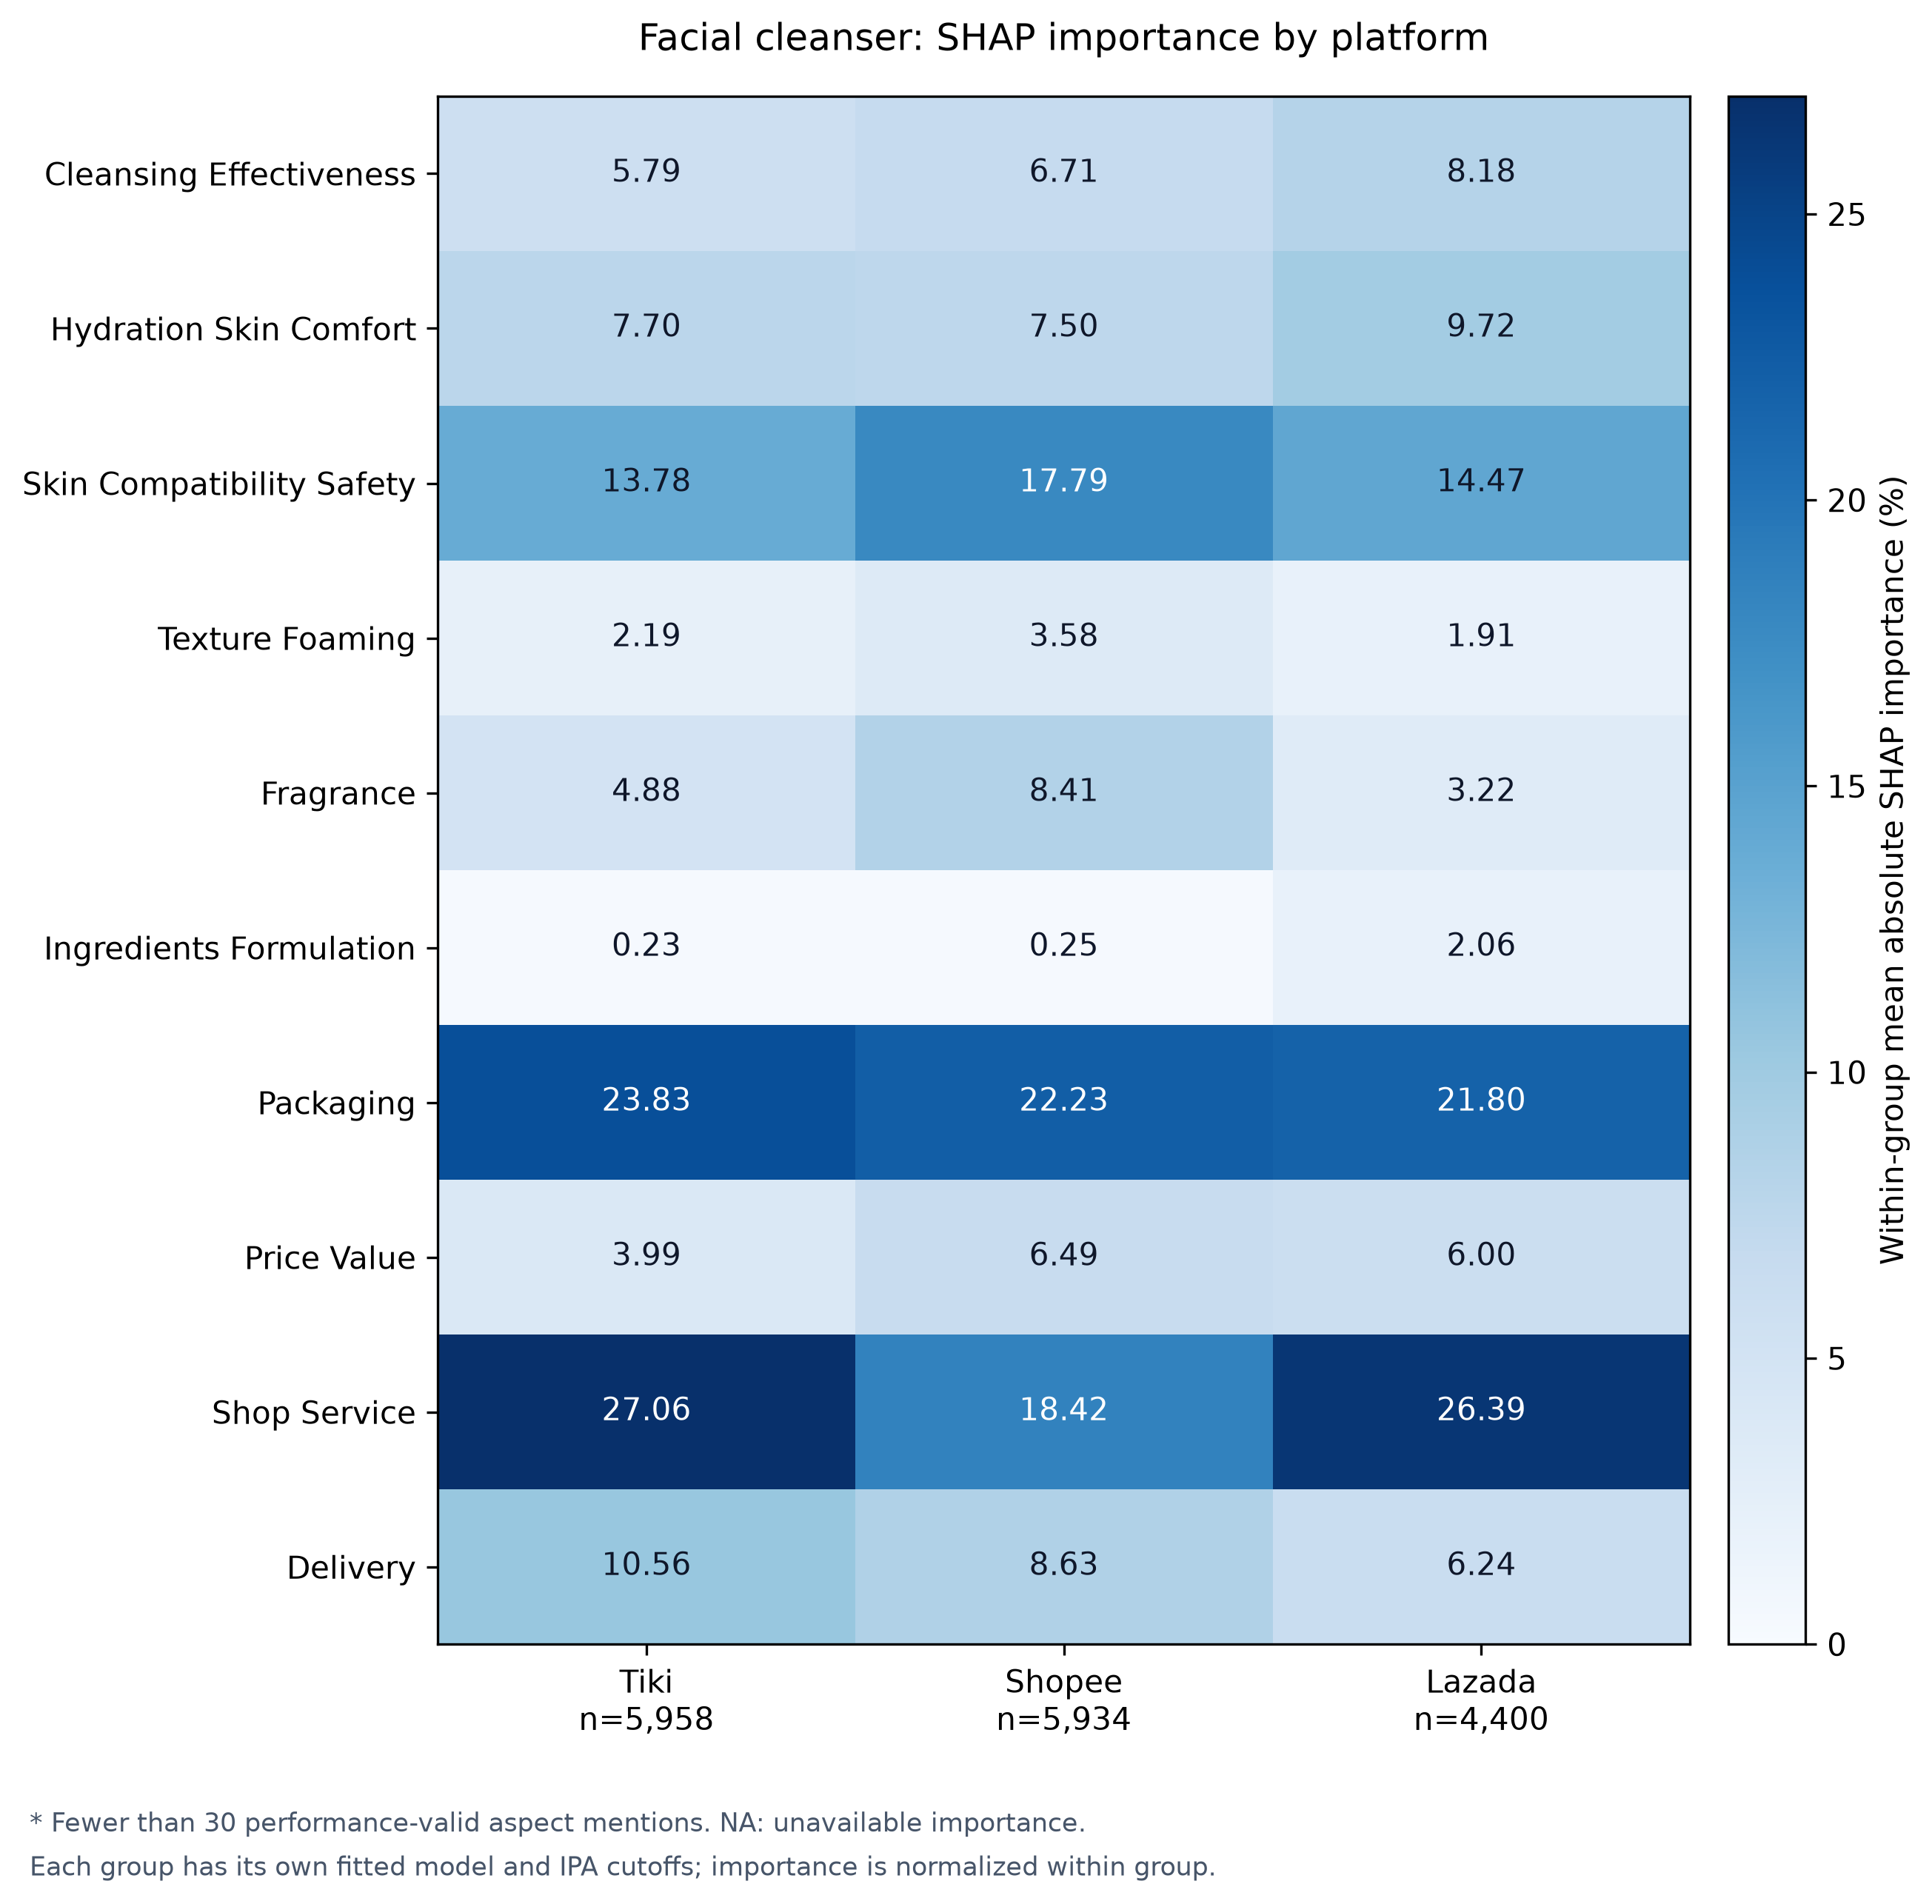 Facial cleanser: SHAP importance by platform
Cleansing Effectiveness 5.79 6.71 8.18
Hydration Skin Comfort 7.70 7.50 9.72
Skin Compatibility Safety 13.78 17.79 14.47
Texture Foaming 2.19 3.58 1.91
Fragrance 4.88 8.41 3.22
Ingredients Formulation 0.23 0.25 2.06
Packaging 23.83 22.23 21.80
Price Value 3.99 6.49 6.00
Shop Service 27.06 18.42 26.39
Delivery 10.56 8.63 6.24
Tiki Shopee Lazada
n=5,958 n=5,934 n=4,400
25
20
15
10
5
0
Within-group mean absolute SHAP importance (%)
* Fewer than 30 performance-valid aspect mentions. NA: unavailable importance.
Each group has its own fitted model and IPA cutoffs; importance is normalized within group.